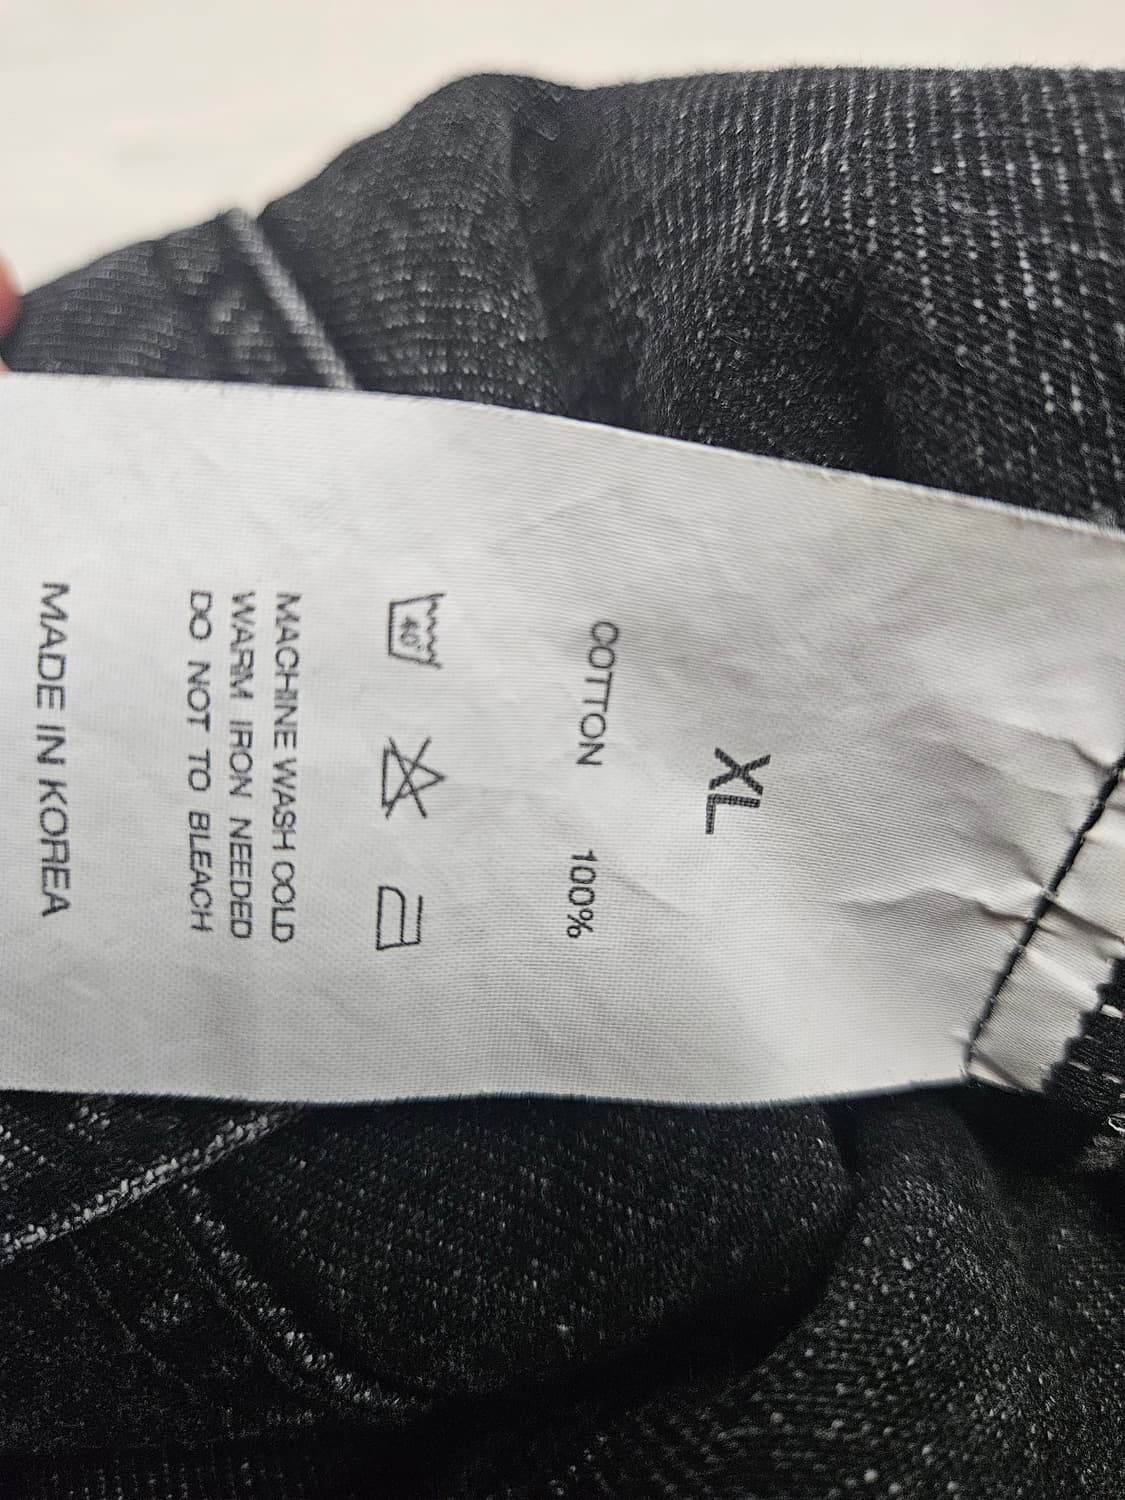 XL
COTTON 100%
40°
MACHINE WASH COLD
WARM IRON NEEDED
DO NOT TO BLEACH
MADE IN KOREA